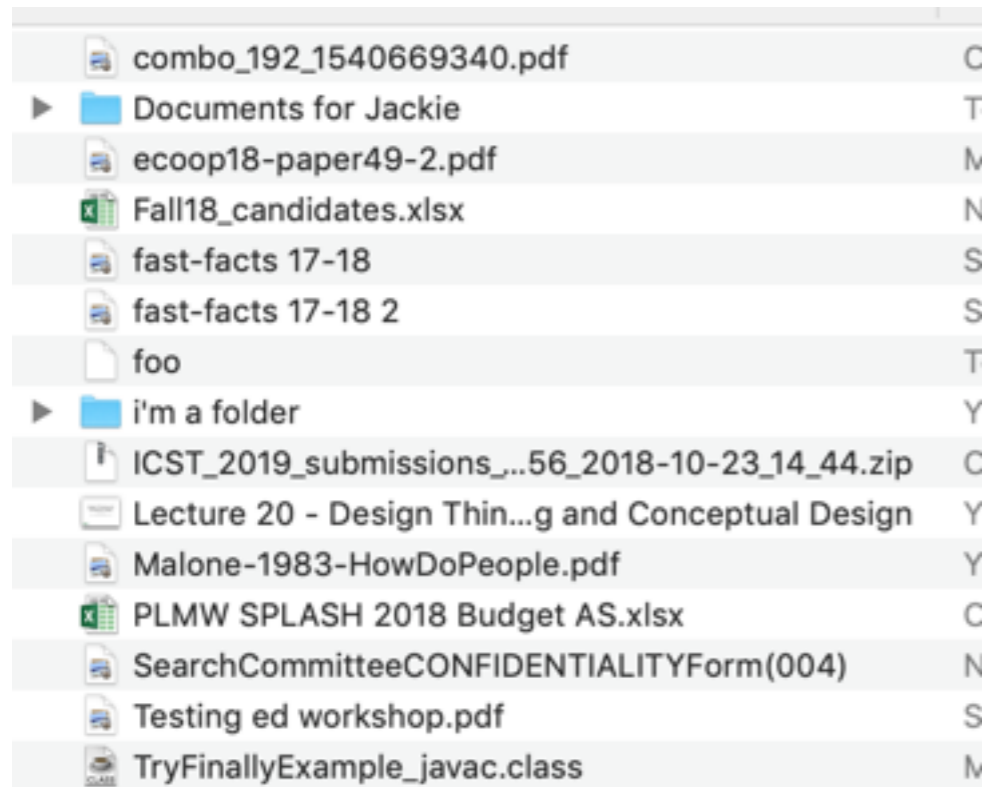 combo_192_1540669340.pdf
Documents for Jackie
ecoop18-paper49-2.pdf
Fall18_candidates.xlsx
fast-facts 17-18
fast-facts 17-18 2
foo
i'm a folder
ICST_2019_submissions_...56_2018-10-23_14_44.zip
Lecture 20 - Design Thin...g and Conceptual Design
Malone-1983-HowDoPeople.pdf
PLMW SPLASH 2018 Budget AS.xlsx
SearchCommitteeCONFIDENTIALITYForm(004)
Testing ed workshop.pdf
TryFinallyExample_javac.class